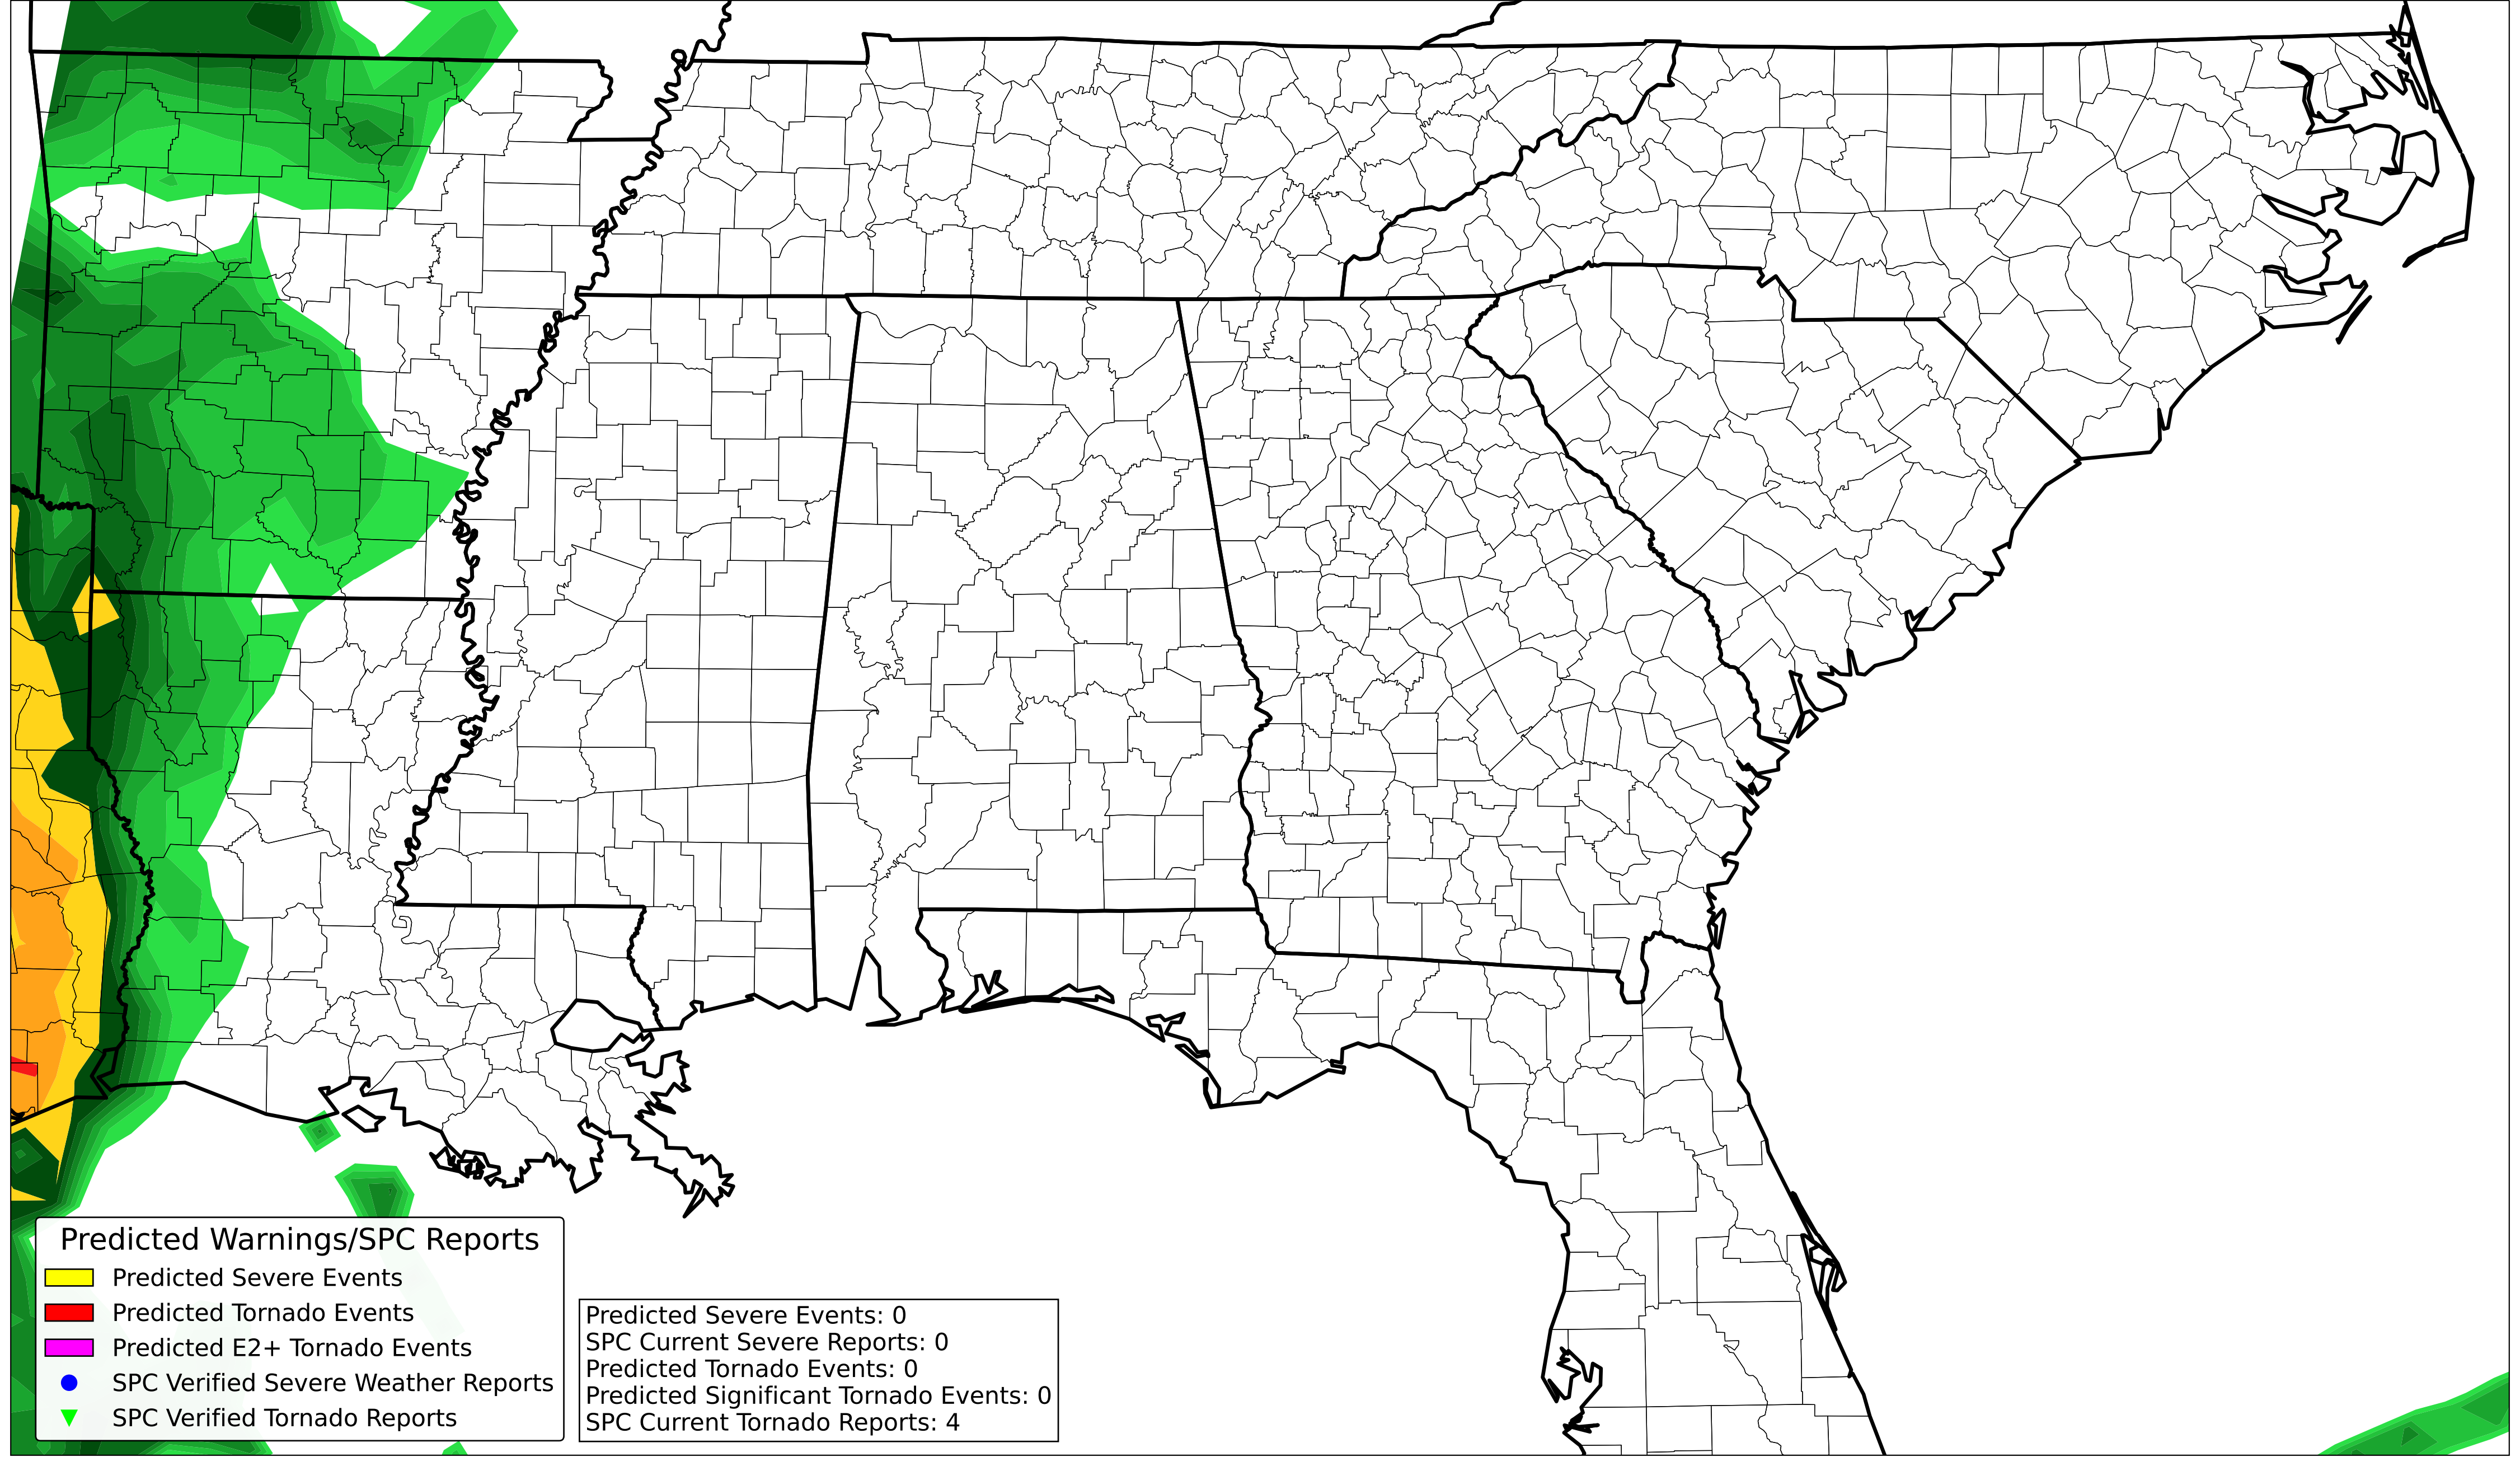 Predicted Warnings/SPC Reports
Predicted Severe Events
Predicted Tornado Events
Predicted E2+ Tornado Events
SPC Verified Severe Weather Reports
SPC Verified Tornado Reports
Predicted Severe Events: 0
SPC Current Severe Reports: 0
Predicted Tornado Events: 0
Predicted Significant Tornado Events: 0
SPC Current Tornado Reports: 4